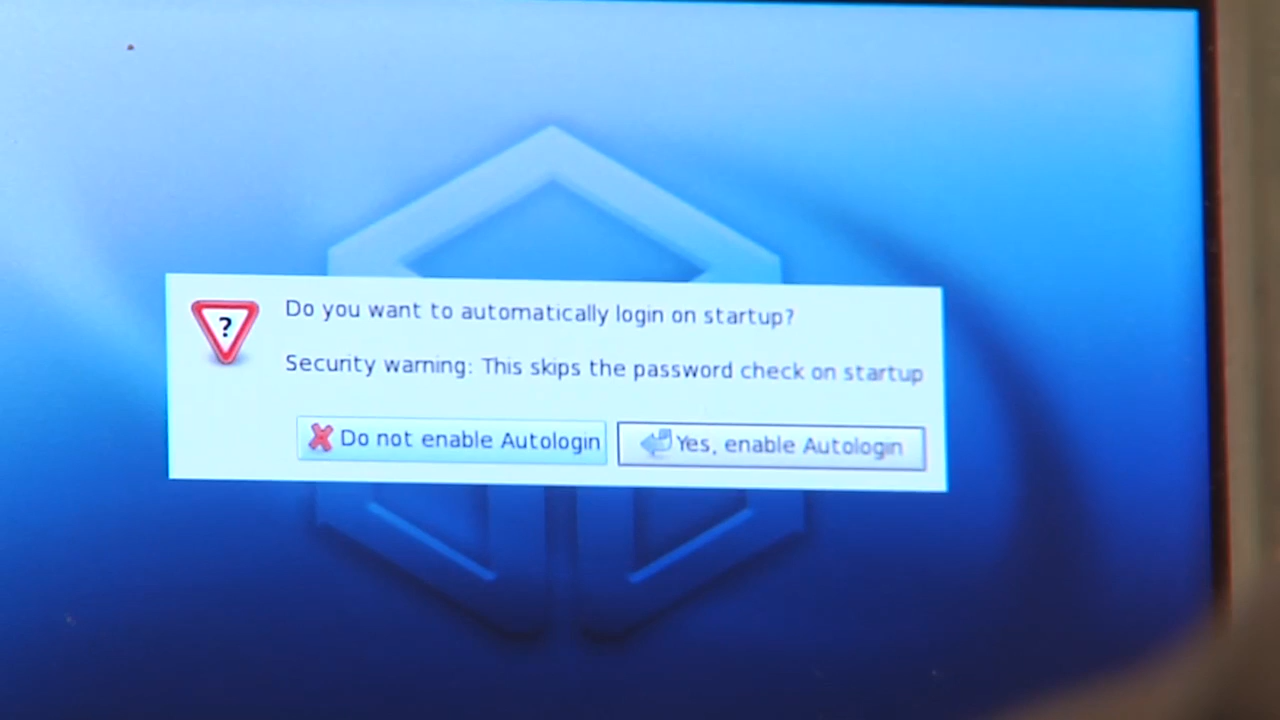 Do you want to automatically login on startup?
Security warning: This skips the password check on startup
Do not enable Autologin
Yes, enable Autologin